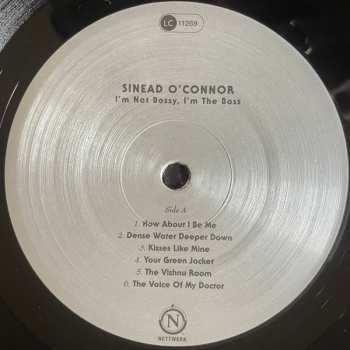 LC 11269
SINEAD O'CONNOR
I'm Not Bossy, I'm The Boss
Side A
1. How About I Be Me
2. Dense Water Deeper Down
3. Kisses Like Mine
4. Your Green Jacket
5. The Vishnu Room
6. The Voice Of My Doctor
N
NETTWERK